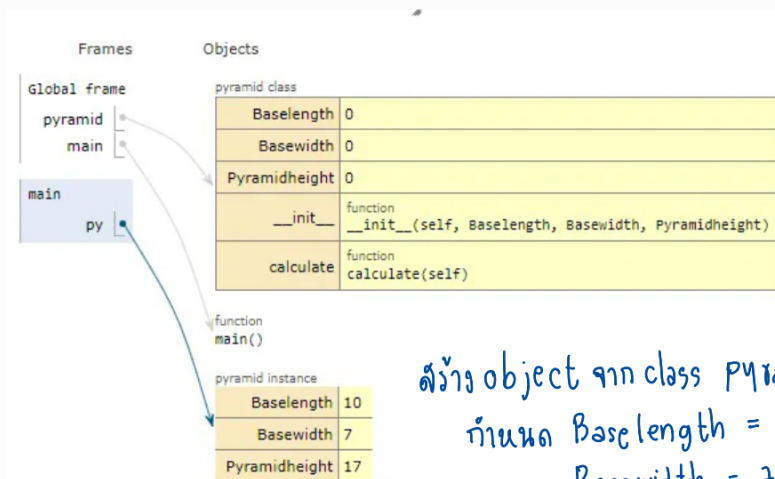 Frames Objects
Global frame
pyramid
main
main
py
pyramid class
Baselength 0
Basewidth 0
Pyramidheight 0
__init__ function
__init__(self, Baselength, Basewidth, Pyramidheight)
calculate function
calculate(self)
function
main()
pyramid instance
Baselength 10
Basewidth 7
Pyramidheight 17
สร้าง object จาก class
กำหนด Baselength =